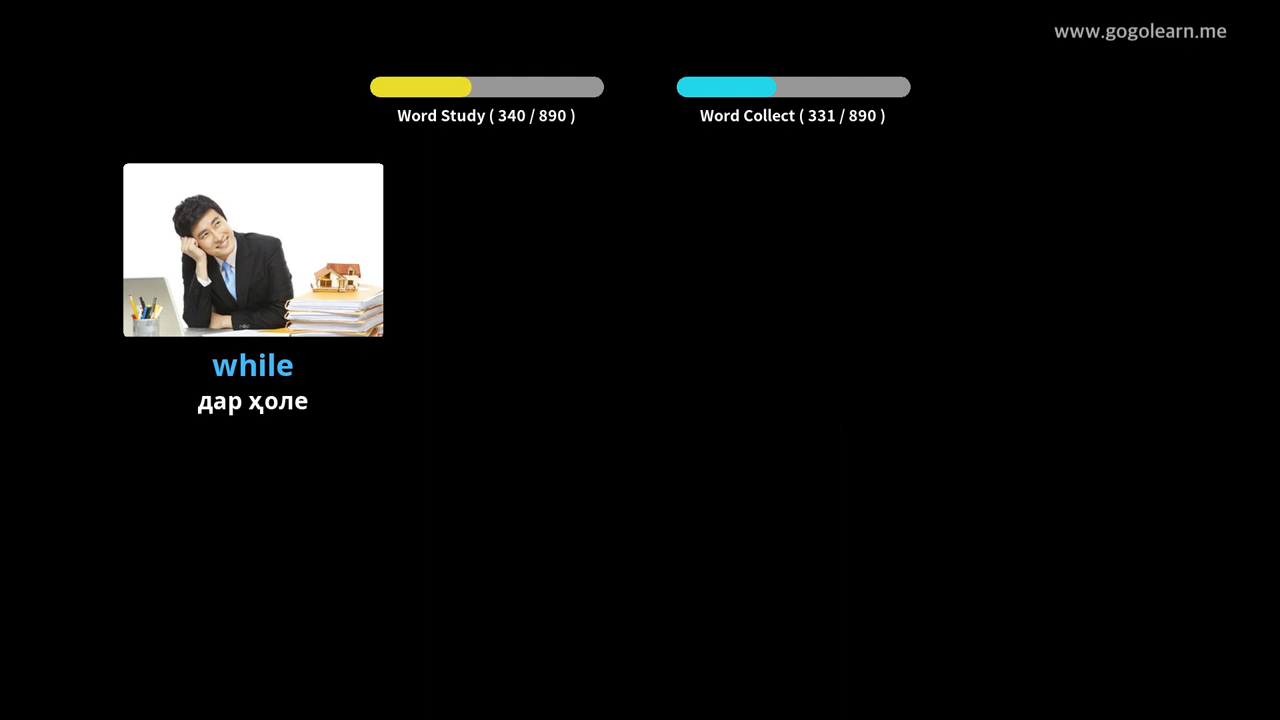 www.gogolearn.me
Word Study ( 340 / 890 )
Word Collect ( 331 / 890 )
while
дар ҳоле